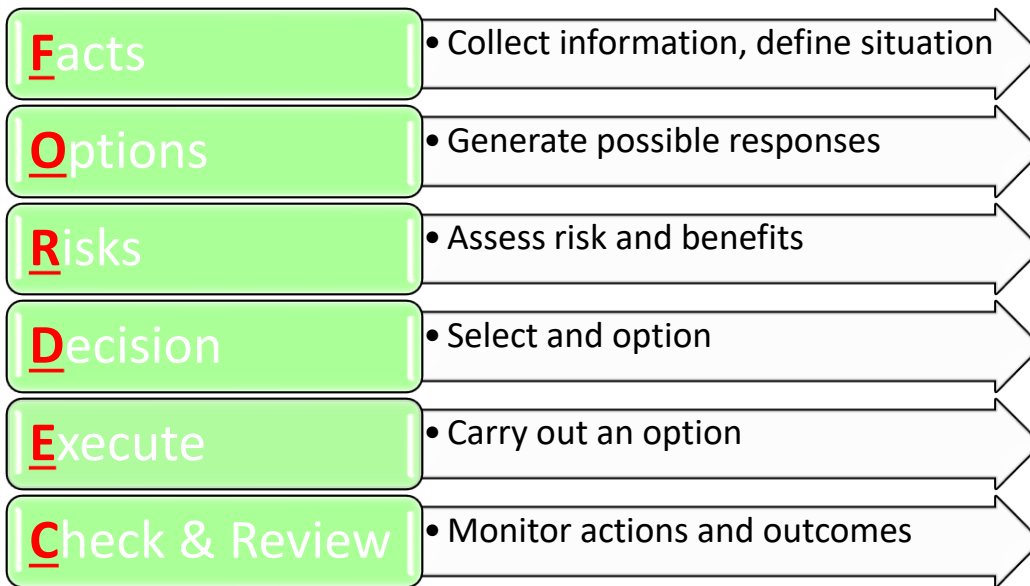 Facts
• Collect information, define situation
Options
• Generate possible responses
Risks
• Assess risk and benefits
Decision
• Select and option
Execute
• Carry out an option
Check & Review
• Monitor actions and outcomes